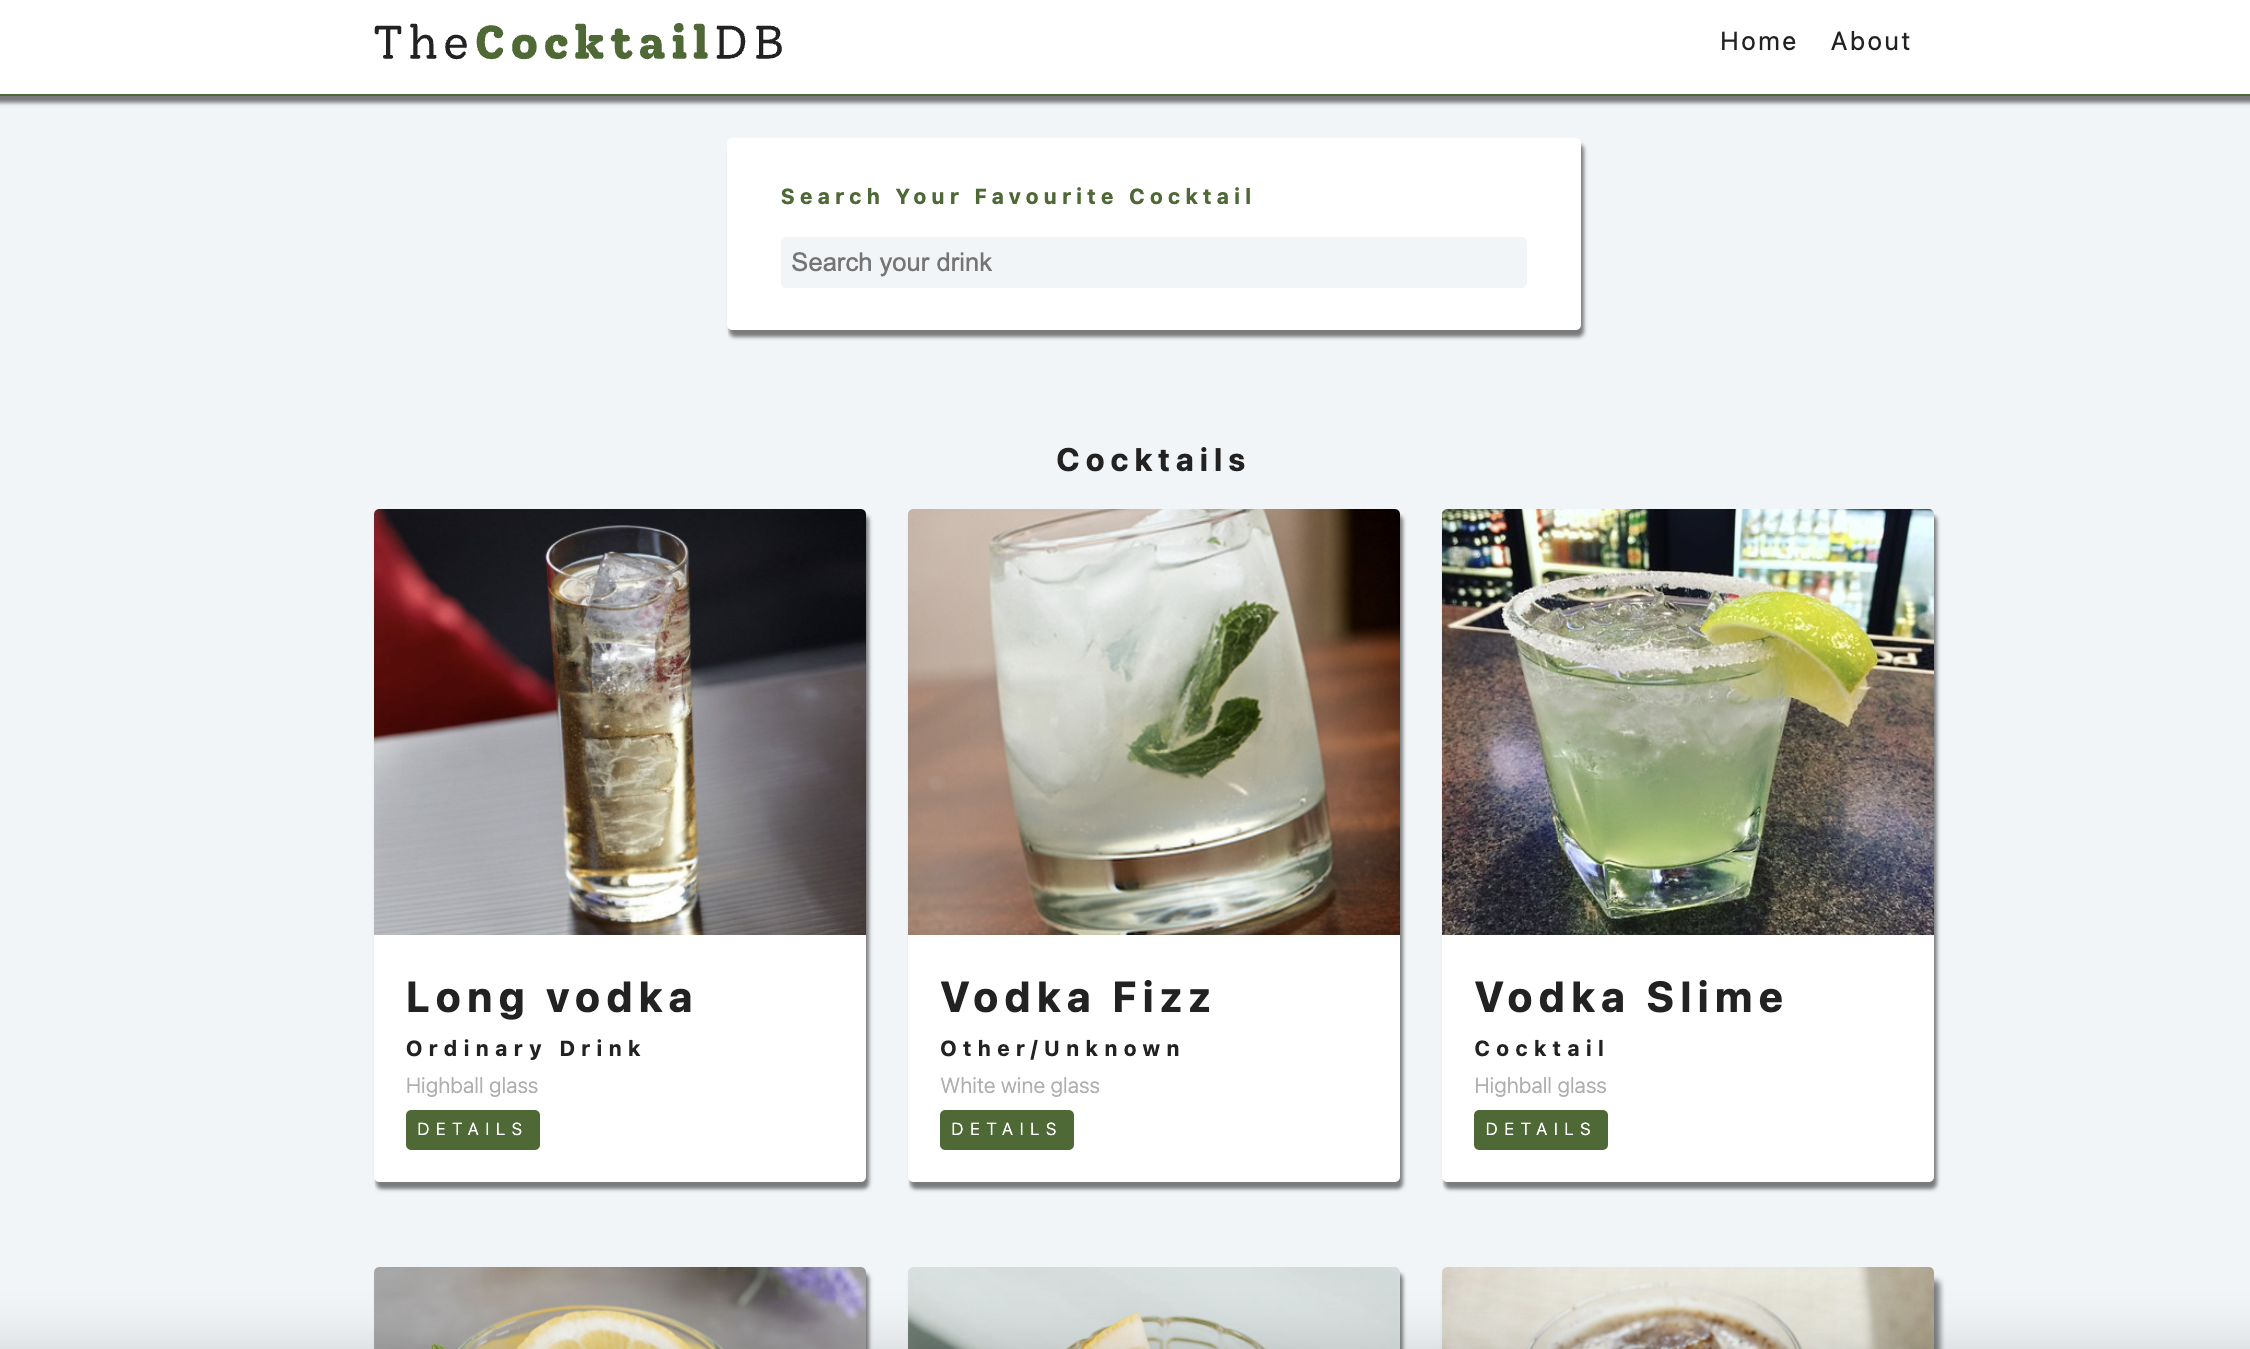 TheCocktailDB
Home About
Search Your Favourite Cocktail
Search your drink
Cocktails
Long vodka
Ordinary Drink
Highball glass
DETAILS
Vodka Fizz
Other/Unknown
White wine glass
DETAILS
Vodka Slime
Cocktail
Highball glass
DETAILS